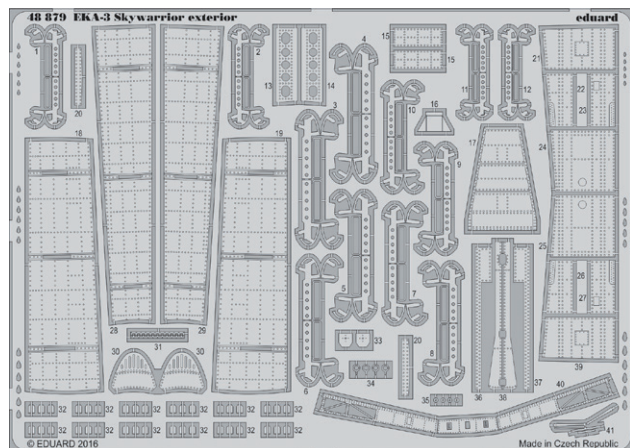 48 879 EKA-3 Skywarrior exterior eduard
1 2 4 15 15 21
20 13 14 3 10 11 12 22 23
16
18 19 17 24
9
25
5 7 26 27
28 29
31 33 20 8
30 30 39
34 6 36 38 37 40
35
32 32 32 32 32 32
32 32 32 32 32 32 41
© EDUARD 2016 Made in Czech Republic